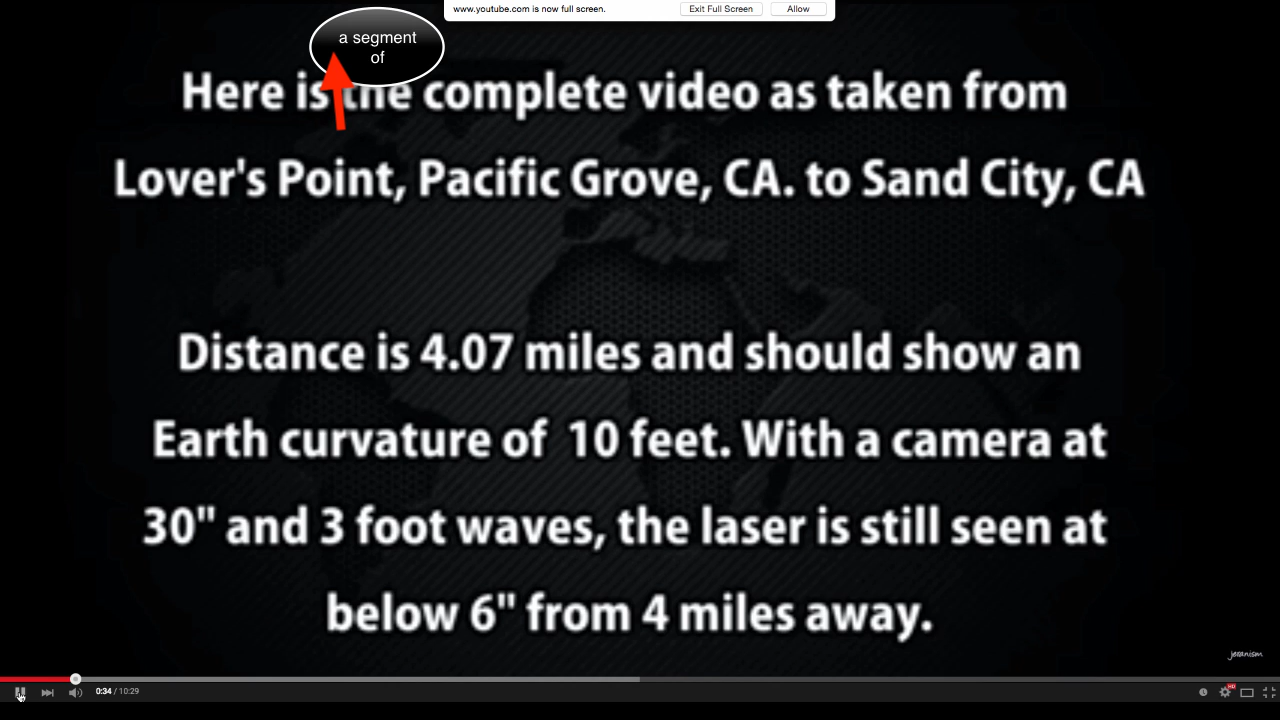 www.youtube.com is now full screen. Exit Full Screen Allow
a segment
of
Here is the complete video as taken from
Lover's Point, Pacific Grove, CA. to Sand City, CA
Distance is 4.07 miles and should show an
Earth curvature of 10 feet. With a camera at
30" and 3 foot waves, the laser is still seen at
below 6" from 4 miles away.
jeranism
0:34 / 10:29
HD